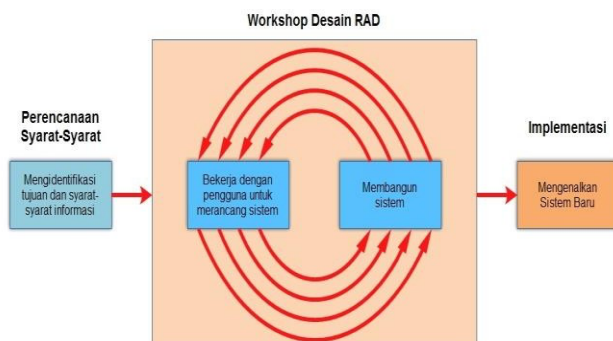 Workshop Desain RAD
Perencanaan
Syarat-Syarat
Mengidentifikasi
tujuan dan syarat-
syarat informasi
Bekerja dengan
pengguna untuk
merancang sistem
Membangun
sistem
Implementasi
Mengenalkan
Sistem Baru